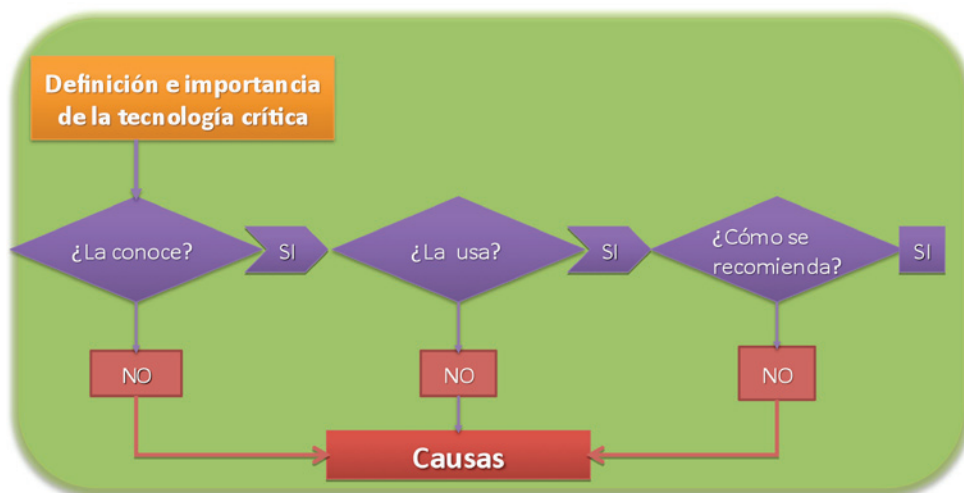 Definición e importancia
de la tecnología crítica
¿La conoce?
SI
¿La usa?
SI
¿Cómo se
recomienda?
SI
NO
NO
NO
Causas